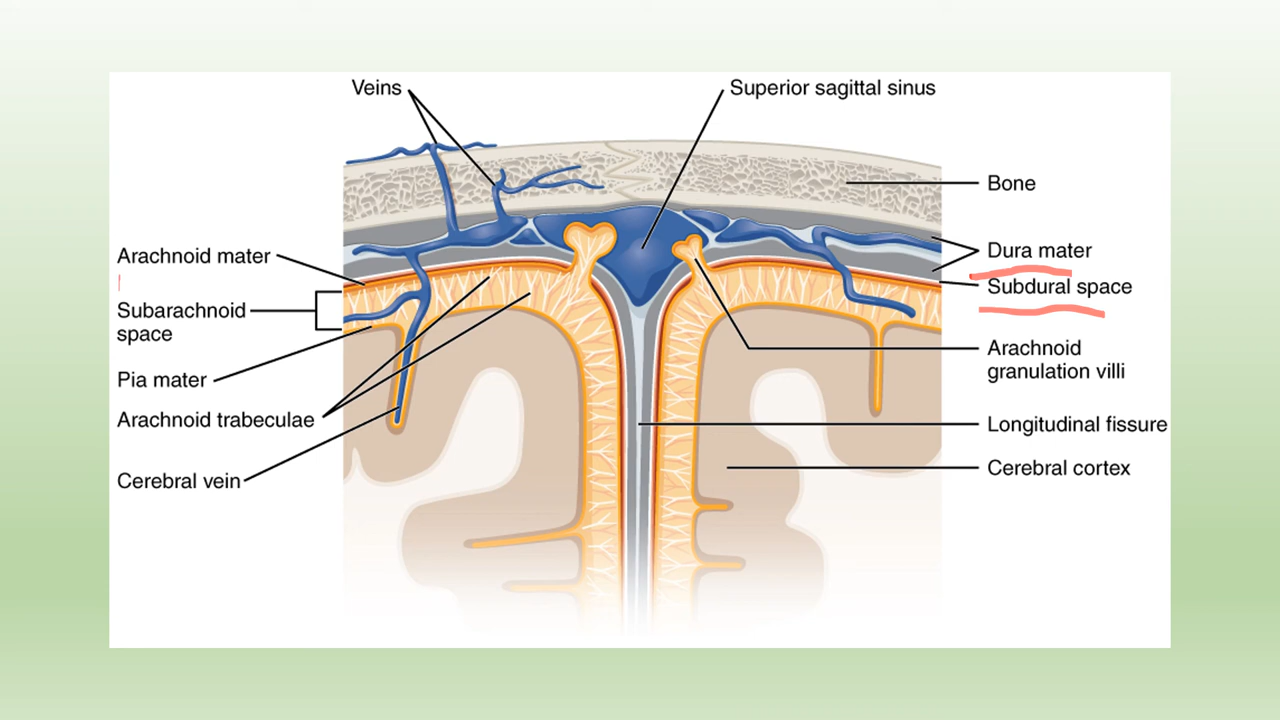 Veins
Superior sagittal sinus
Bone
Arachnoid mater
Dura mater
Subarachnoid
space
Subdural space
Pia mater
Arachnoid
granulation villi
Arachnoid trabeculae
Longitudinal fissure
Cerebral vein
Cerebral cortex